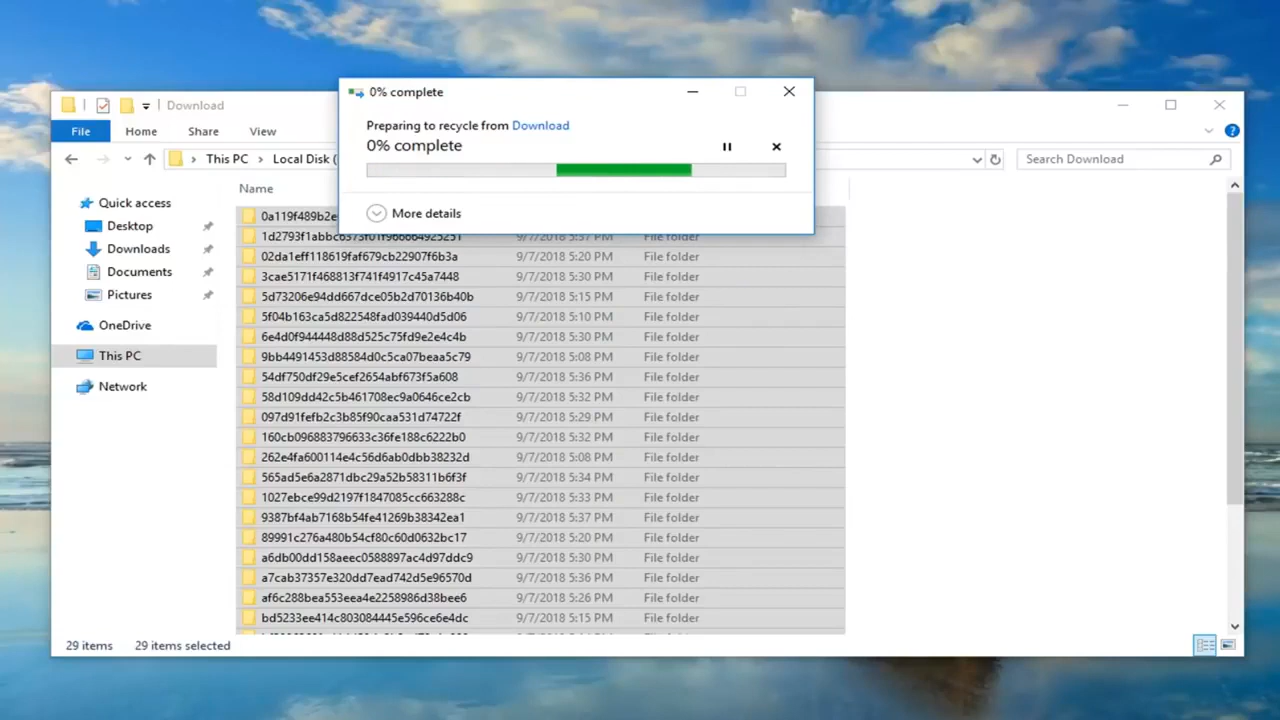 Download
0% complete
File
Home
Share
View
Preparing to recycle from Download
0% complete
More details
This PC
Local Disk (
Search Download
Quick access
Desktop
Downloads
Documents
Pictures
OneDrive
This PC
Network
Name
0a119f489b2e
1d2793f1abbc6373f01f966664925251 9/7/2018 5:37 PM File folder
02da1eff118619faf679cb22907f6b3a 9/7/2018 5:20 PM File folder
3cae5171f468813f741f4917c45a7448 9/7/2018 5:30 PM File folder
5d73206e94dd667dce05b2d70136b40b 9/7/2018 5:15 PM File folder
5f04b163ca5d822548fad039440d5d06 9/7/2018 5:10 PM File folder
6e4d0f944448d88d525c75fd9e2e4c4b 9/7/2018 5:30 PM File folder
9bb4491453d88584d0c5ca07beaa5c79 9/7/2018 5:08 PM File folder
54df750df29e5cef2654abf673f5a608 9/7/2018 5:36 PM File folder
58d109dd42c5b461708ec9a0646ce2cb 9/7/2018 5:32 PM File folder
097d91fefb2c3b85f90caa531d74722f 9/7/2018 5:29 PM File folder
160cb096883796633c36fe188c6222b0 9/7/2018 5:32 PM File folder
262e4fa600114e4c56d6ab0dbb38232d 9/7/2018 5:08 PM File folder
565ad5e6a2871dbc29a52b58311b6f3f 9/7/2018 5:34 PM File folder
1027ebce99d2197f1847085cc663288c 9/7/2018 5:33 PM File folder
9387bf4ab7168b54fe41269b38342ea1 9/7/2018 5:37 PM File folder
89991c276a480b54cf80c60d0632bc17 9/7/2018 5:20 PM File folder
a6db00dd158aeec0588897ac4d97ddc9 9/7/2018 5:30 PM File folder
a7cab37357e320dd7ead742d5e96570d 9/7/2018 5:36 PM File folder
af6c288bea553eea4e2258986d38bee6 9/7/2018 5:26 PM File folder
bd5233ee414c803084445e596ce6e4dc 9/7/2018 5:15 PM File folder
29 items
29 items selected